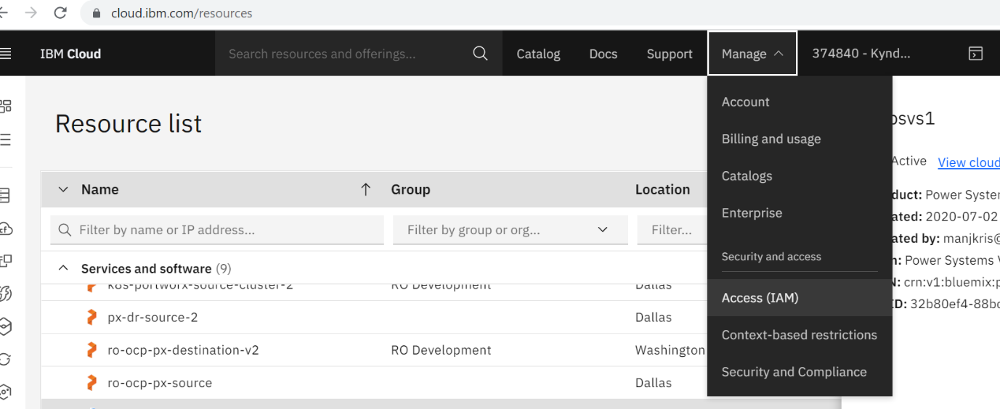 cloud.ibm.com/resources
IBM Cloud
Search resources and offerings...
Catalog
Docs
Support
Manage
374840 - Kynd...
Account
Billing and usage
Catalogs
Enterprise
Security and access
Access (IAM)
Context-based restrictions
Security and Compliance
Resource list
Name
Group
Location
Filter by name or IP address...
Filter by group or org...
Filter...
Services and software (9)
k8s-portworx-source-cluster-2
RO Development
Dallas
px-dr-source-2
Dallas
ro-ocp-px-destination-v2
RO Development
Washington
ro-ocp-px-source
Dallas
osvs1
Active
View cloud
duct: Power System
ated: 2020-07-02
ated by: manjkris@
n: Power Systems V
N: crn:v1:bluemix:p
ID: 32b80ef4-88bc
cf